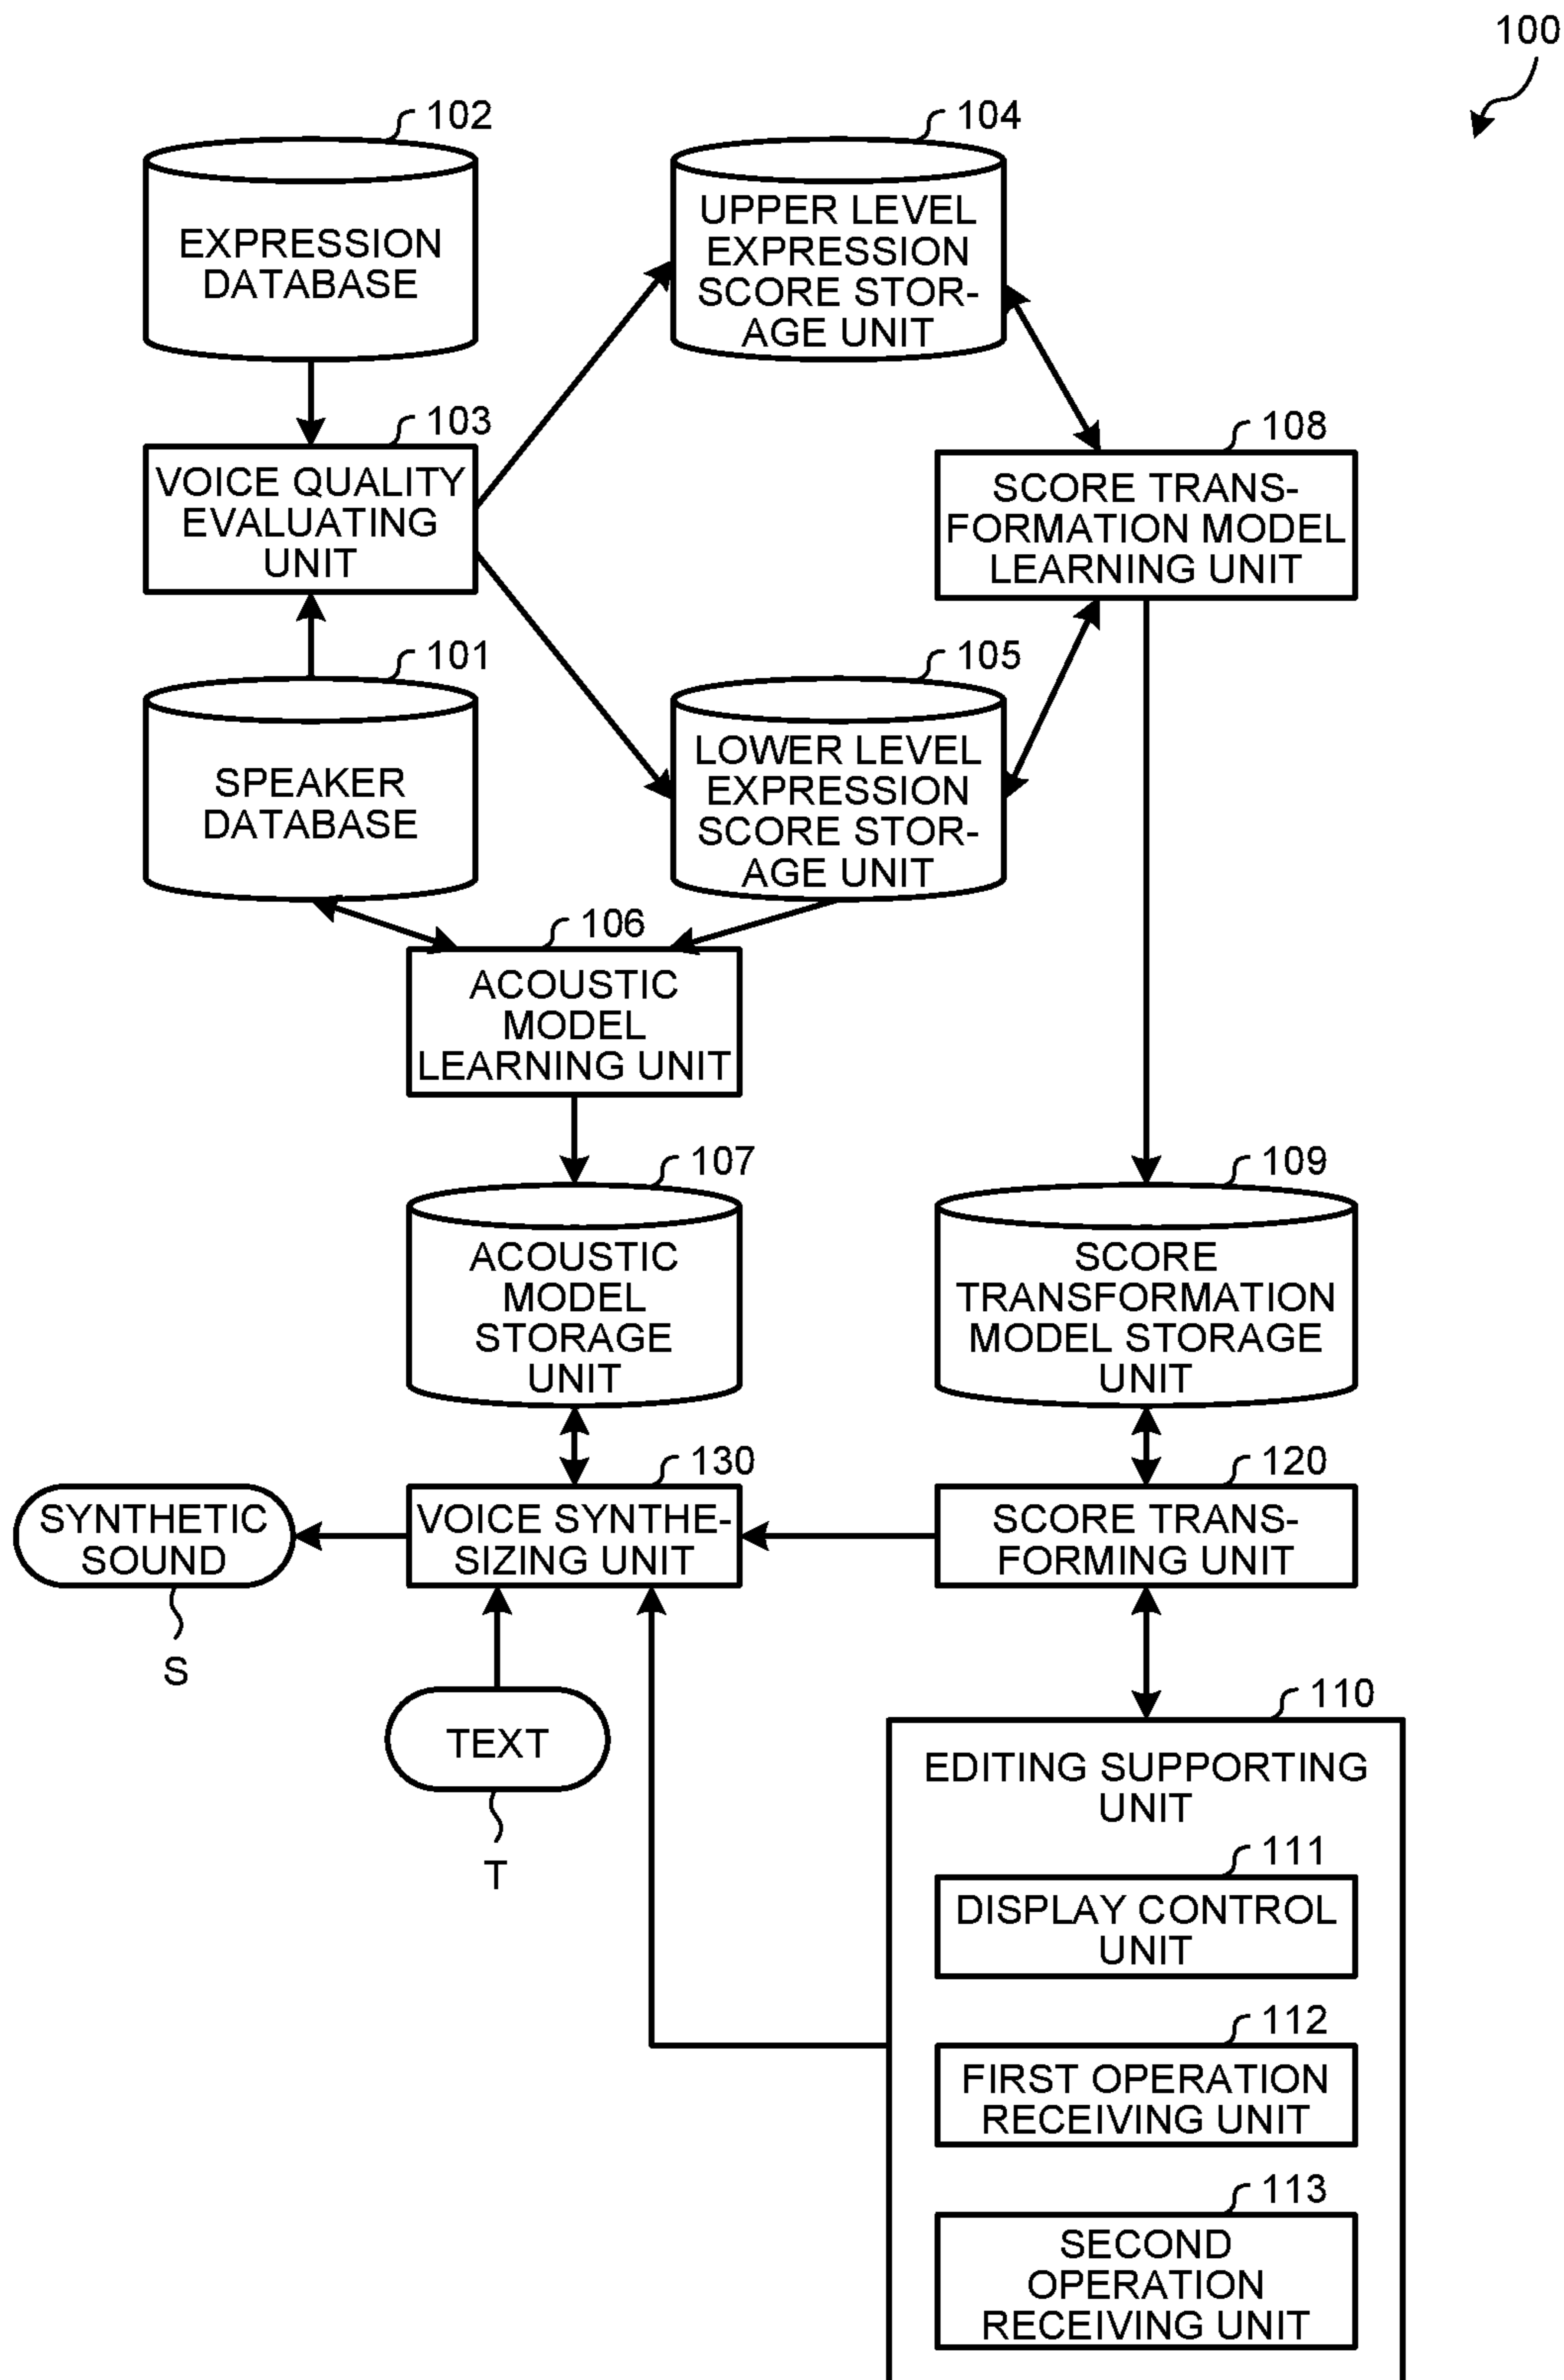 100
102
EXPRESSION
DATABASE
104
UPPER LEVEL
EXPRESSION
SCORE STOR-
AGE UNIT
103
VOICE QUALITY
EVALUATING
UNIT
108
SCORE TRANS-
FORMATION MODEL
LEARNING UNIT
101
SPEAKER
DATABASE
105
LOWER LEVEL
EXPRESSION
SCORE STOR-
AGE UNIT
106
ACOUSTIC
MODEL
LEARNING UNIT
107
ACOUSTIC
MODEL
STORAGE
UNIT
109
SCORE
TRANSFORMATION
MODEL STORAGE
UNIT
SYNTHETIC
SOUND
S
130
VOICE SYNTHE-
SIZING UNIT
120
SCORE TRANS-
FORMING UNIT
TEXT
T
110
EDITING SUPPORTING
UNIT
111
DISPLAY CONTROL
UNIT
112
FIRST OPERATION
RECEIVING UNIT
113
SECOND
OPERATION
RECEIVING UNIT